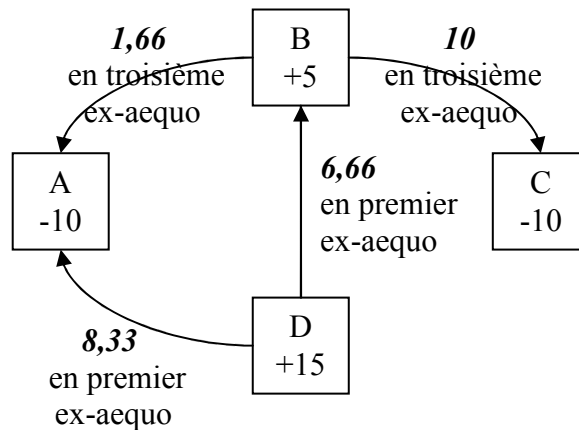 1,66
en troisième
ex-aequo
B
+5
10
en troisième
ex-aequo
A
-10
6,66
en premier
ex-aequo
C
-10
8,33
en premier
ex-aequo
D
+15